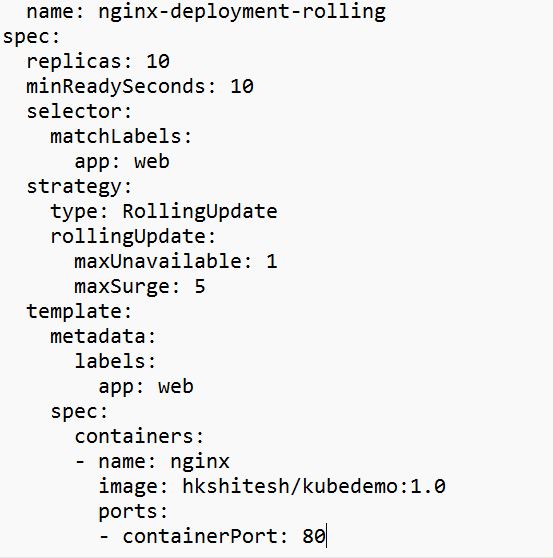 name: nginx-deployment-rolling
spec:
  replicas: 10
  minReadySeconds: 10
  selector:
    matchLabels:
      app: web
  strategy:
    type: RollingUpdate
    rollingUpdate:
      maxUnavailable: 1
      maxSurge: 5
  template:
    metadata:
      labels:
        app: web
    spec:
      containers:
      - name: nginx
        image: hkshitesh/kubedemo:1.0
        ports:
        - containerPort: 80